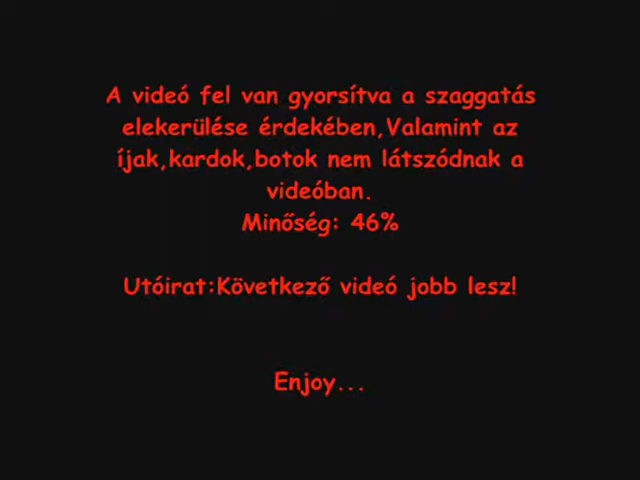 A videó fel van gyorsítva a szaggatás
elekerülése érdekében,Valamint az
íjak,kardok,botok nem látszódnak a
videóban.
Minőség: 46%
Utóirat:Következő videó jobb lesz!
Enjoy...